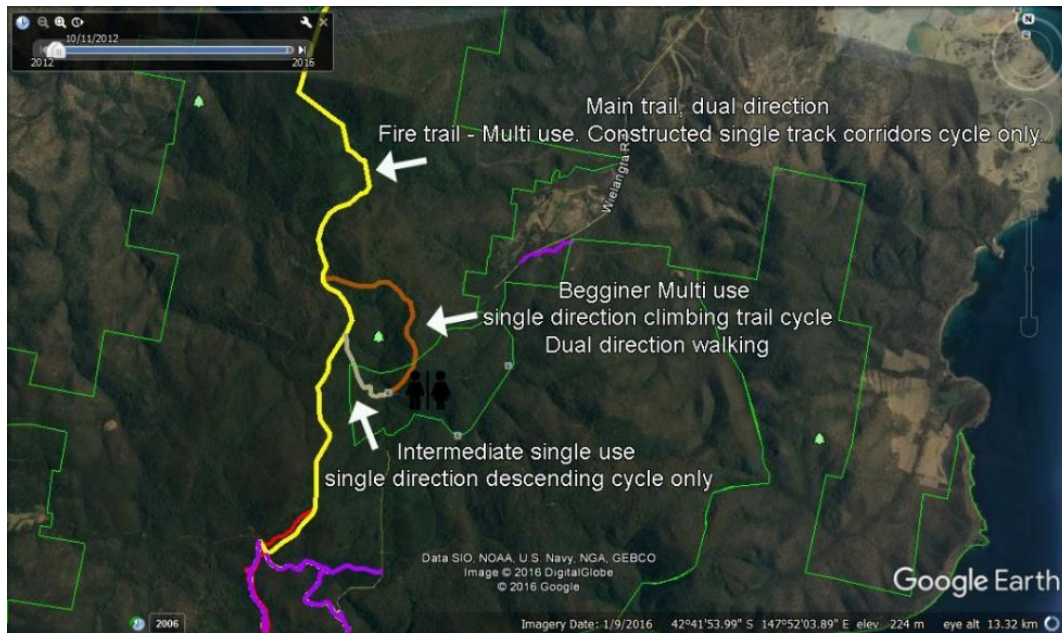 10/11/2012
2012
2016
N
Main trail, dual direction
Fire trail - Multi use. Constructed single track corridors cycle only.
Wielangta R
Begginer Multi use
single direction climbing trail cycle
Dual direction walking
Intermediate single use
single direction descending cycle only
Data SIO, NOAA, U.S. Navy, NGA, GEBCO
Image © 2016 DigitalGlobe
© 2016 Google
Google Earth
2006
Imagery Date: 1/9/2016 42°41'53.99" S 147°52'03.89" E elev 224 m eye alt 13.32 km